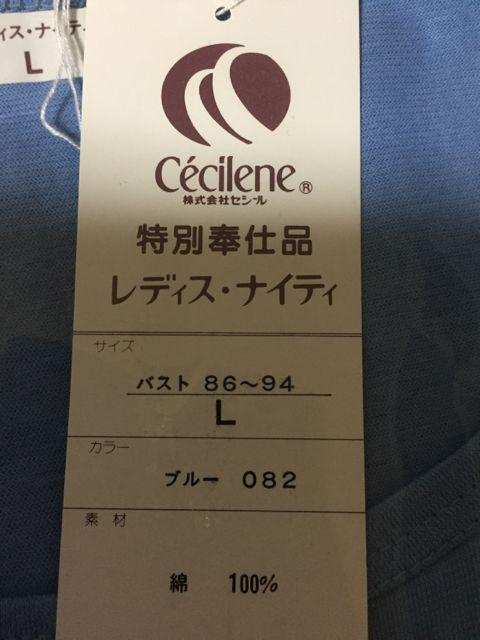 ィス・ナイティ
L
Cécilene®
株式会社セシール
特別奉仕品
レディス・ナイティ
サイズ
バスト 86～94
L
カラー
ブルー 082
素材
綿 100%